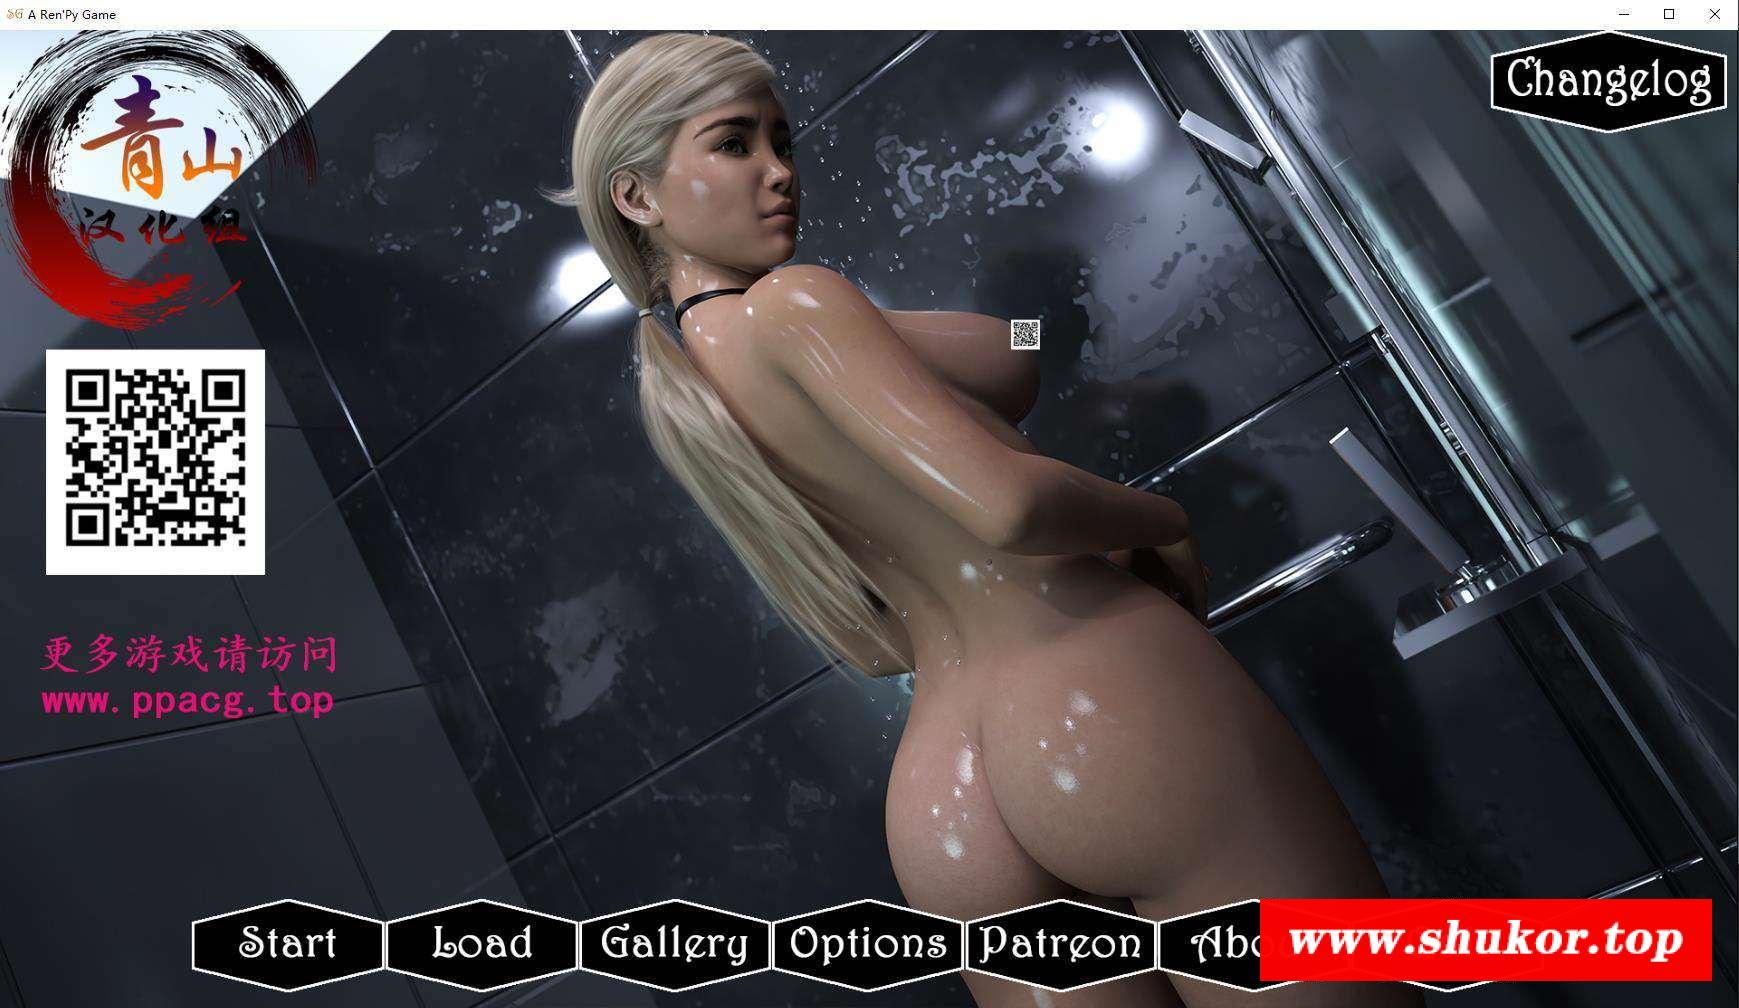 SG A Ren'Py Game
Changelog
青山
汉化组
更多游戏请访问
www.ppacg.top
Start
Load
Gallery
Options
Patreon
Abo
www.shukor.top